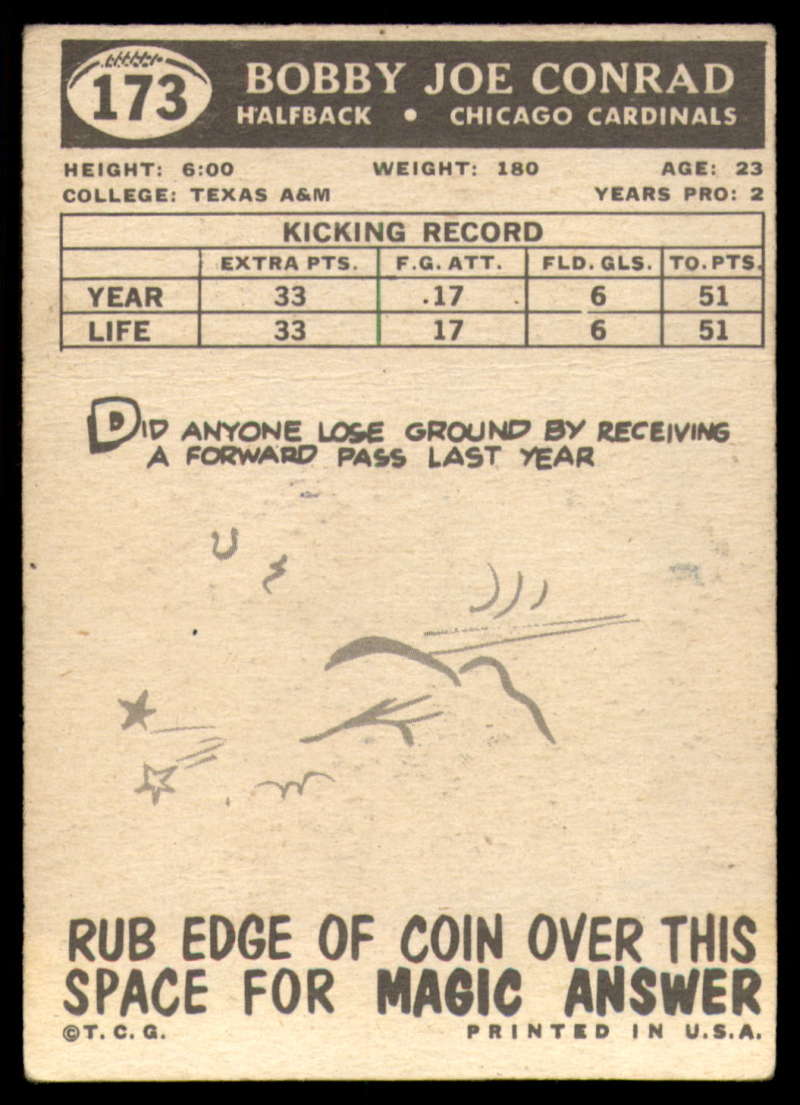 173
BOBBY JOE CONRAD
HALFBACK • CHICAGO CARDINALS
HEIGHT: 6:00 WEIGHT: 180 AGE: 23
COLLEGE: TEXAS A&M YEARS PRO: 2
KICKING RECORD
EXTRA PTS. F.G. ATT. FLD. GLS. TO. PTS.
YEAR 33 17 6 51
LIFE 33 17 6 51
DID ANYONE LOSE GROUND BY RECEIVING
A FORWARD PASS LAST YEAR
RUB EDGE OF COIN OVER THIS
SPACE FOR MAGIC ANSWER
©T.C.G. PRINTED IN U.S.A.